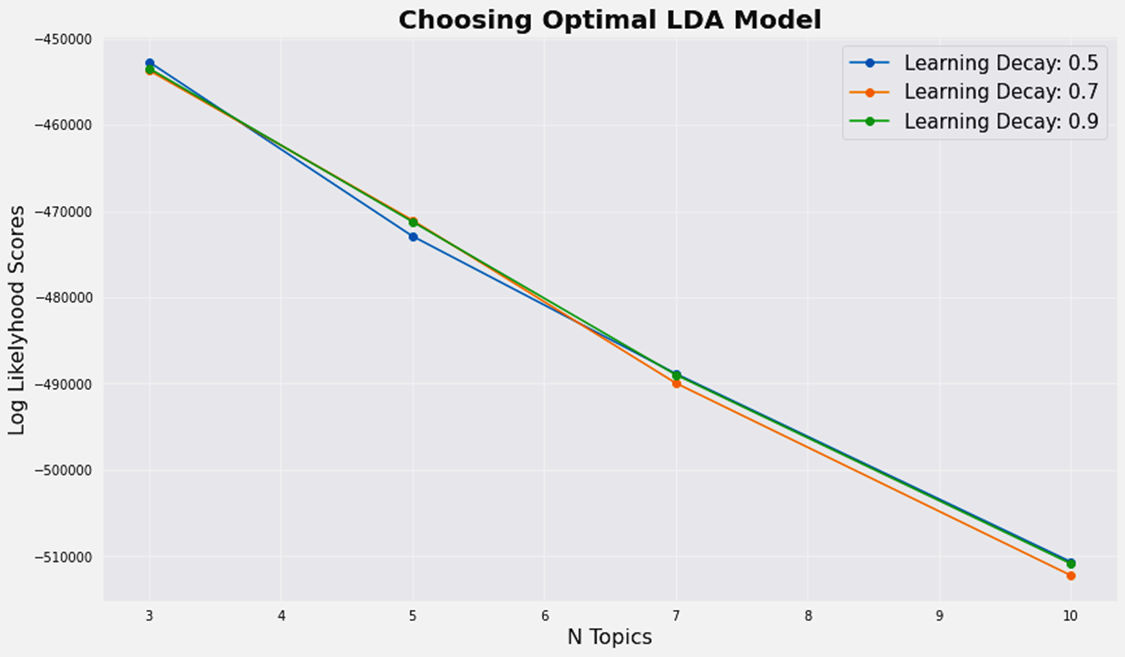 Choosing Optimal LDA Model
−450000
−460000
−470000
−480000
−490000
−500000
−510000
Log Likelyhood Scores
Learning Decay: 0.5
Learning Decay: 0.7
Learning Decay: 0.9
3 4 5 6 7 8 9 10
N Topics